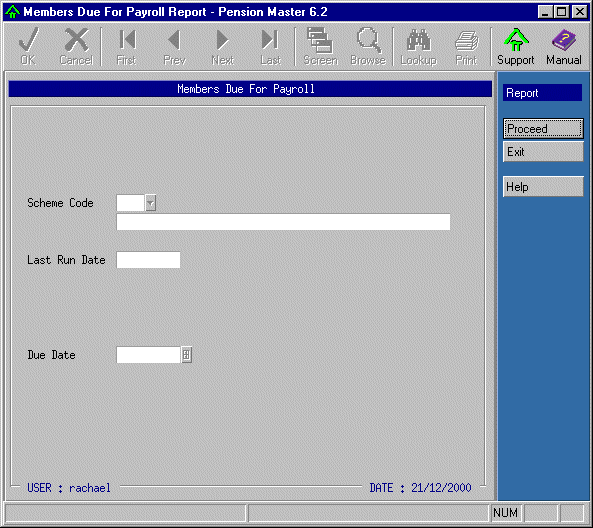 Members Due For Payroll Report - Pension Master 6.2
OK Cancel First Prev Next Last Screen Browse Lookup Print Support Manual
Members Due For Payroll
Report
Proceed
Exit
Help
Scheme Code
Last Run Date
Due Date
USER : rachael DATE : 21/12/2000
NUM